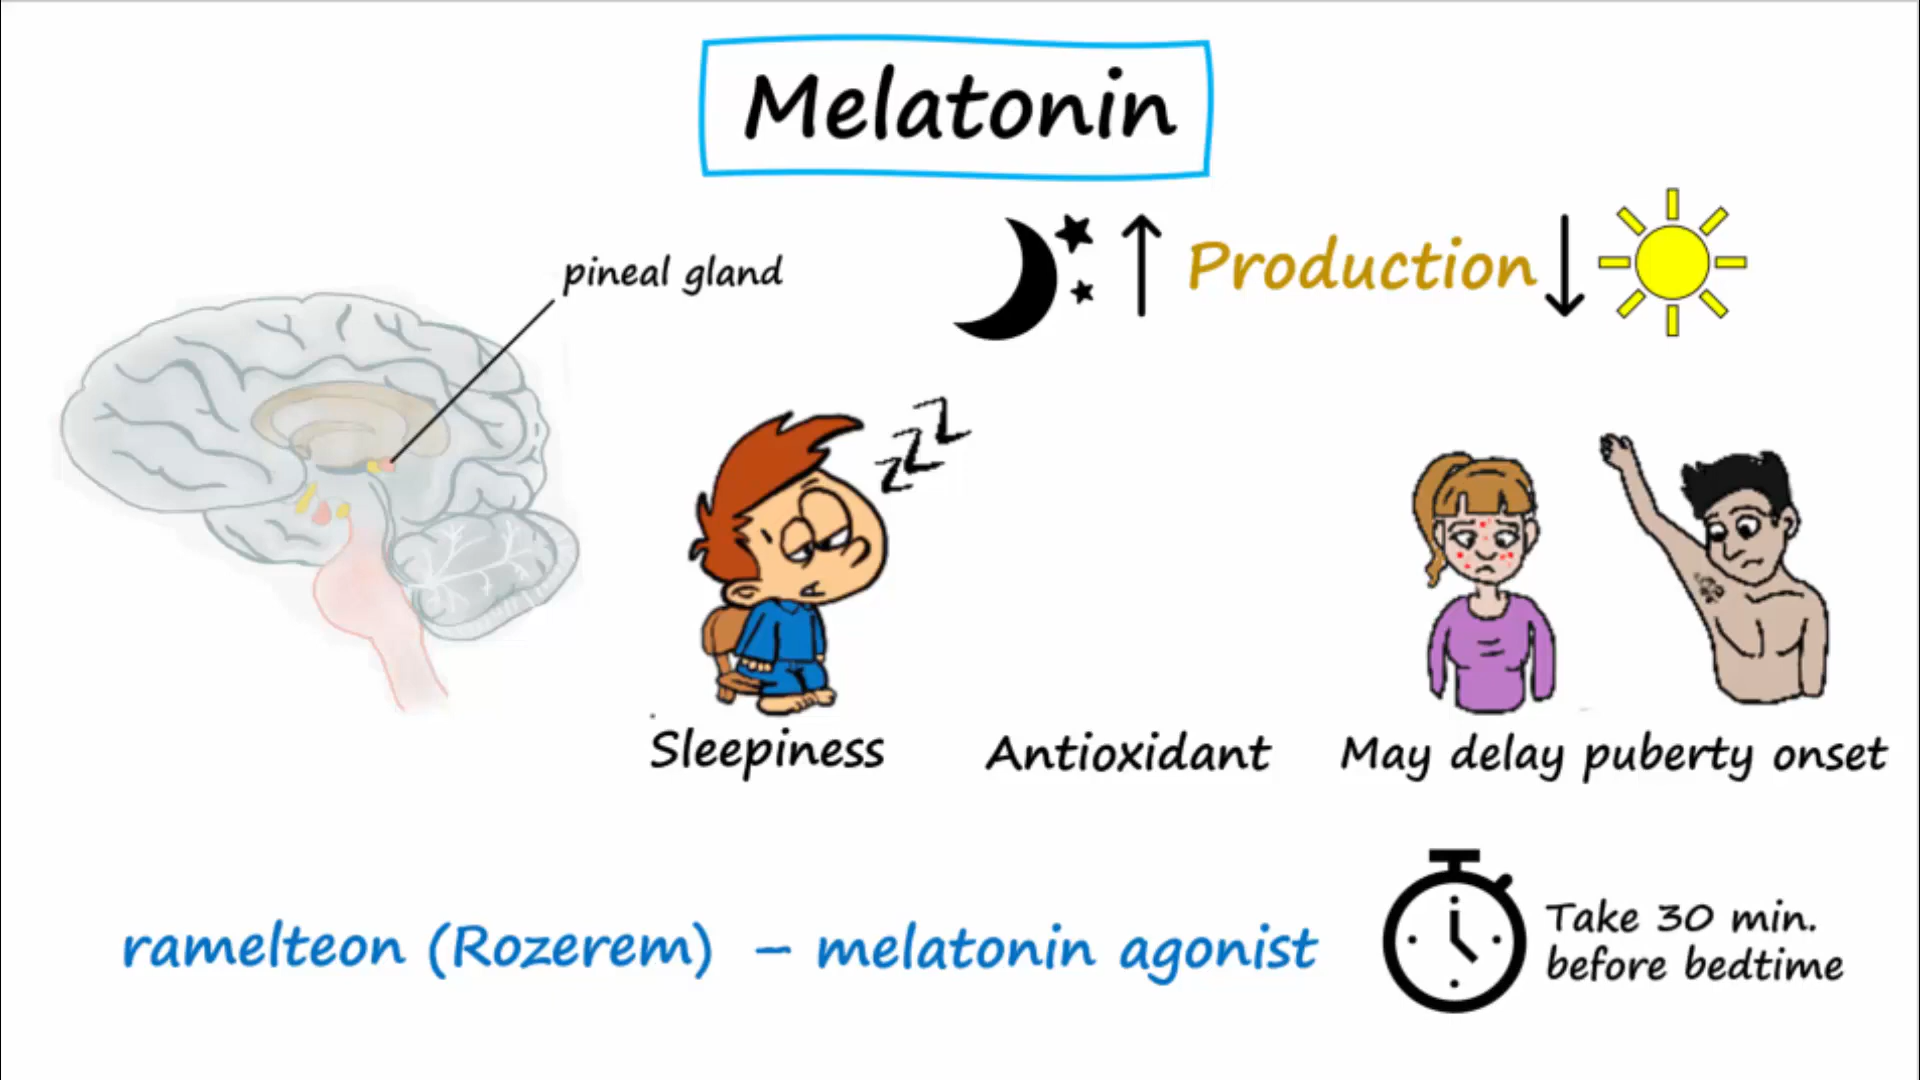 Melatonin
pineal gland
Production
zzz
Sleepiness
Antioxidant
May delay puberty onset
ramelteon (Rozerem) – melatonin agonist
Take 30 min.
before bedtime